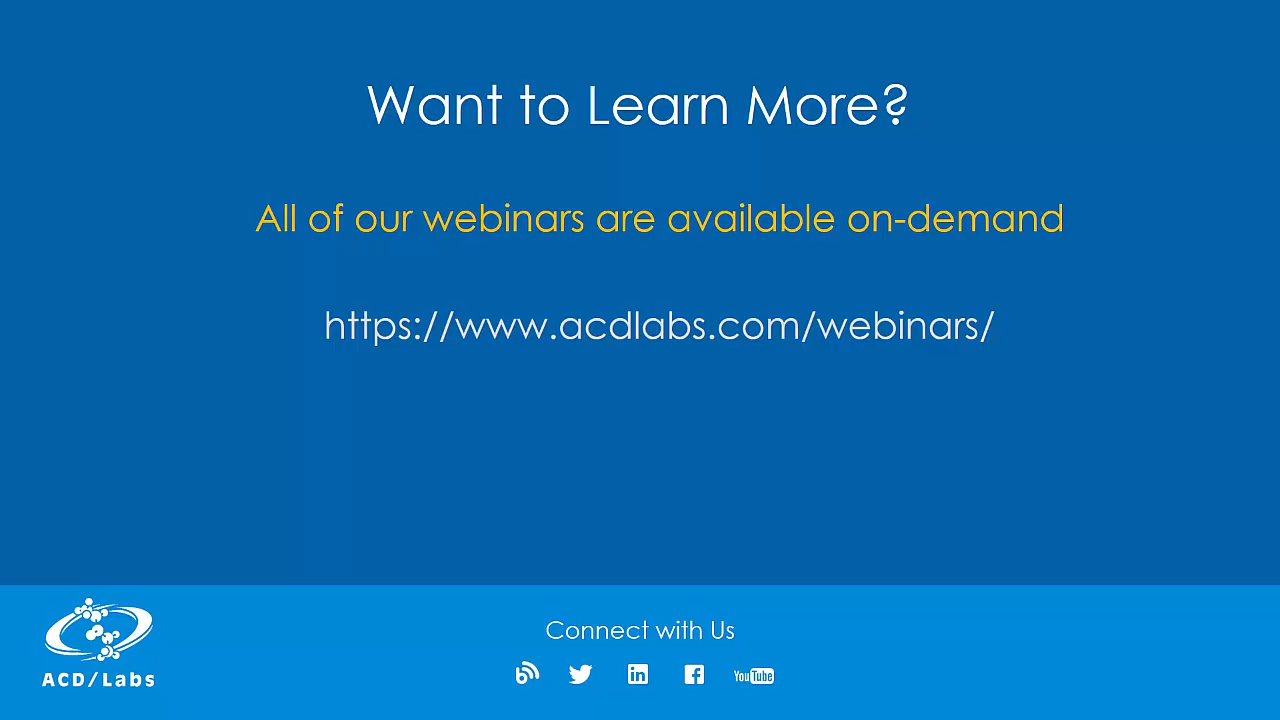 Want to Learn More?
All of our webinars are available on-demand
https://www.acdlabs.com/webinars/
Connect with Us
ACD/Labs
in
f
YouTube